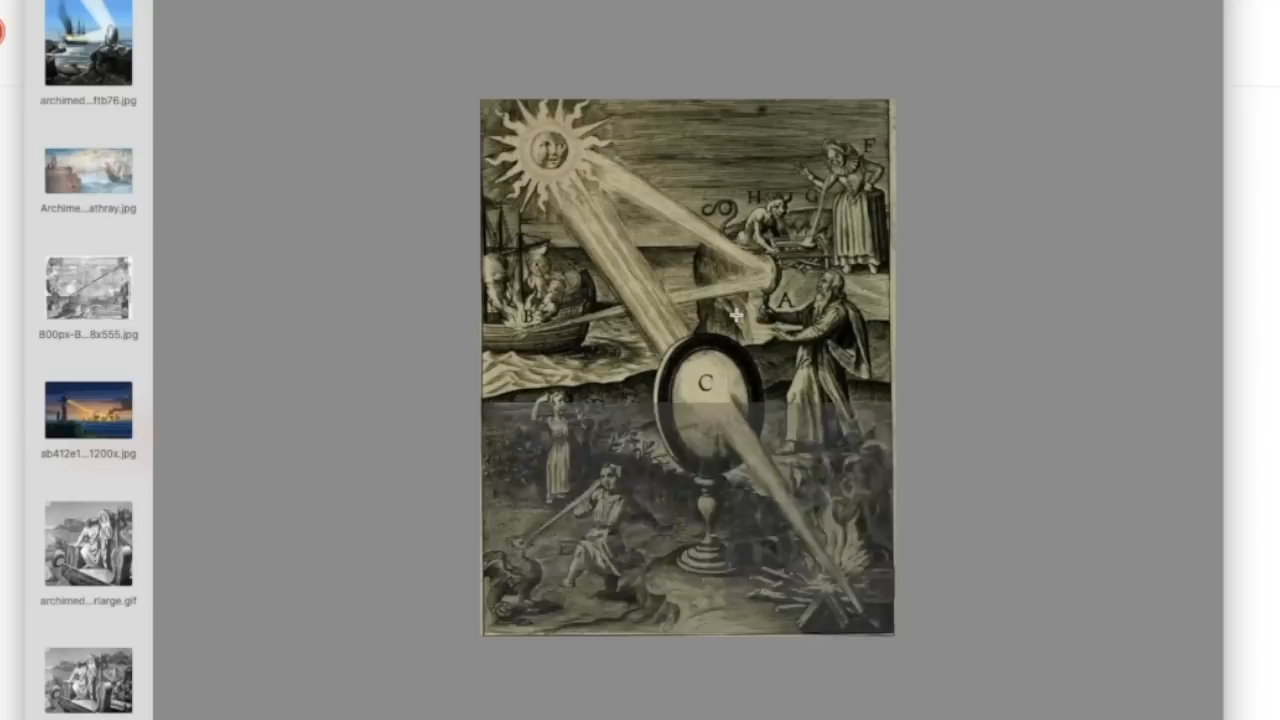 archimed...ftb76.jpg
Archime...athray.jpg
800px-B...8x555.jpg
ab412e1...1200x.jpg
archimed...rlarge.gif
F
H
G
A
B
C
E